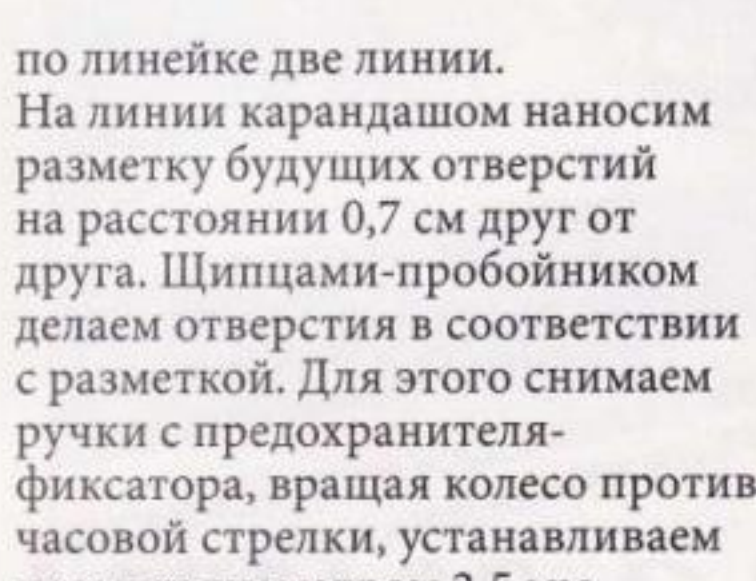 по линейке две линии.
На линии карандашом наносим
разметку будущих отверстий
на расстоянии 0,7 см друг от
друга. Щипцами-пробойником
делаем отверстия в соответствии
с разметкой. Для этого снимаем
ручки с предохранителя-
фиксатора, вращая колесо против
часовой стрелки, устанавливаем